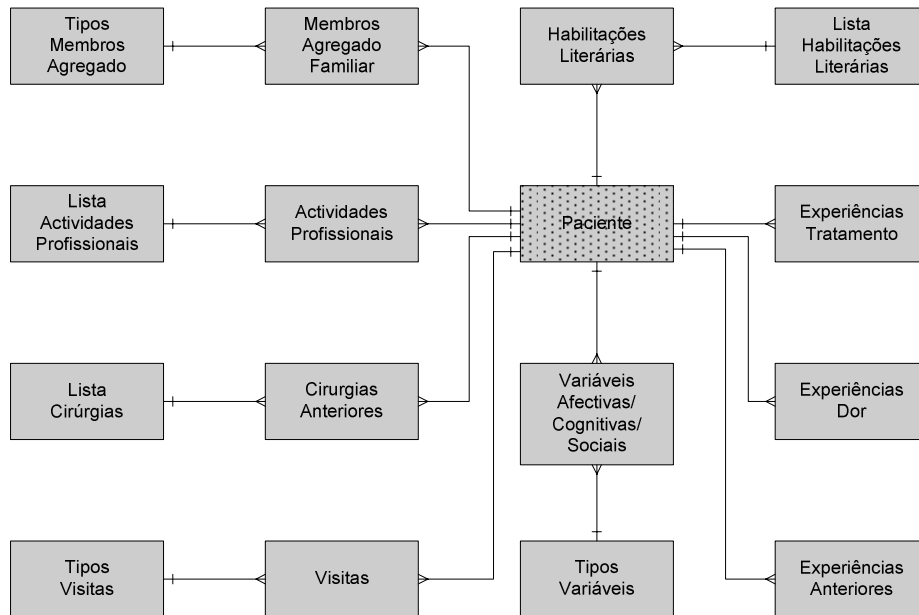 Tipos
Membros
Agregado
Membros
Agregado
Familiar
Habilitações
Literárias
Lista
Habilitações
Literárias
Lista
Actividades
Profissionais
Actividades
Profissionais
Paciente
Experiências
Tratamento
Lista
Cirúrgias
Cirurgias
Anteriores
Variáveis
Afectivas/
Cognitivas/
Sociais
Experiências
Dor
Tipos
Visitas
Visitas
Tipos
Variáveis
Experiências
Anteriores